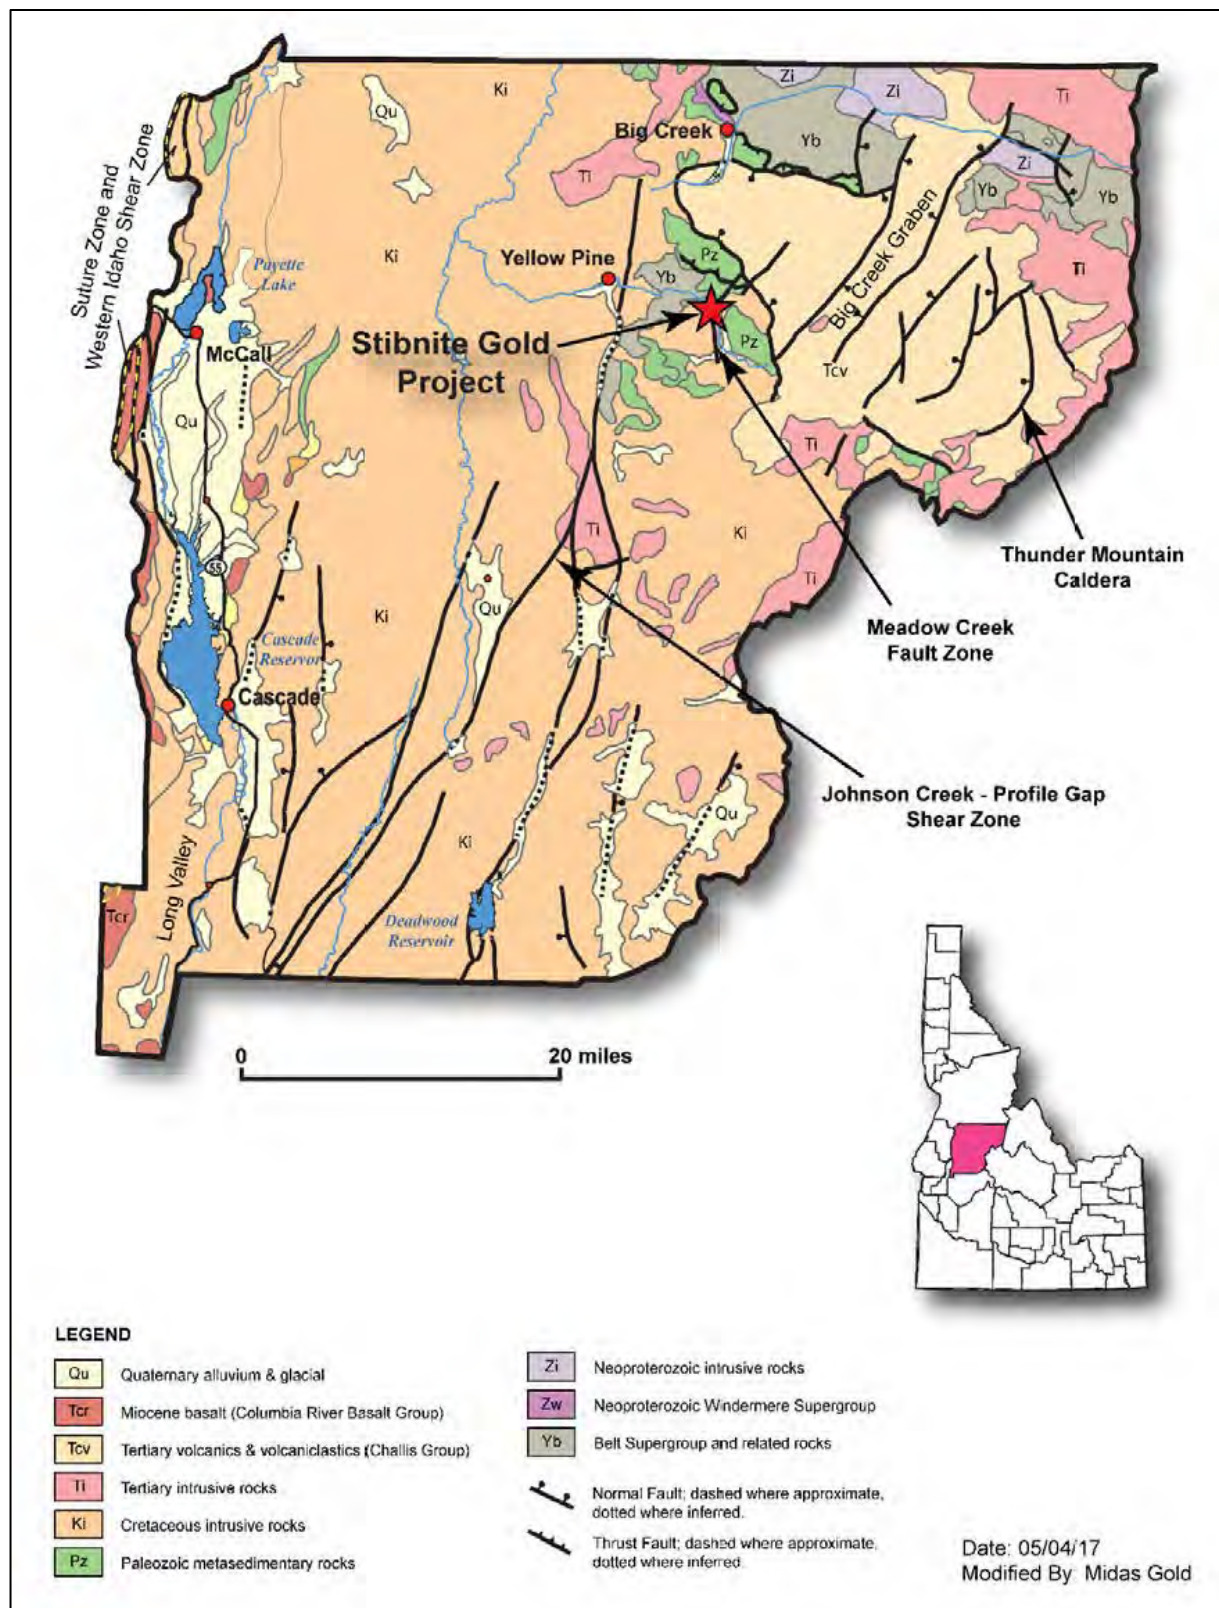 Ki
Zi
Zi
Ti
Qu
Big Creek
Yb
Zi
Ti
Yb
Yb
Suture Zone and
Western Idaho Shear Zone
Big Creek Graben
Ki
Payette
Lake
Yellow Pine
Pz
Yb
Ti
Stibnite Gold
Project
McCall
Pz
Tcv
Qu
Ti
Ti
Ki
Thunder Mountain
Caldera
55
Ti
Qu
Ki
Meadow Creek
Fault Zone
Cascade
Reservor
Cascade
Johnson Creek - Profile Gap
Shear Zone
Qu
Ki
Long Valley
Tcr
Deadwood
Reservoir
0 20 miles
LEGEND
Qu Quaternary alluvium & glacial
Tcr Miocene basalt (Columbia River Basalt Group)
Tcv Tertiary volcanics & volcaniclastics (Challis Group)
Ti Tertiary intrusive rocks
Ki Cretaceous intrusive rocks
Pz Paleozoic metasedimentary rocks
Zi Neoproterozoic intrusive rocks
Zw Neoproterozoic Windermere Supergroup
Yb Belt Supergroup and related rocks
Normal Fault; dashed where approximate,
dotted where inferred.
Thrust Fault; dashed where approximate,
dotted where inferred.
Date: 05/04/17
Modified By: Midas Gold